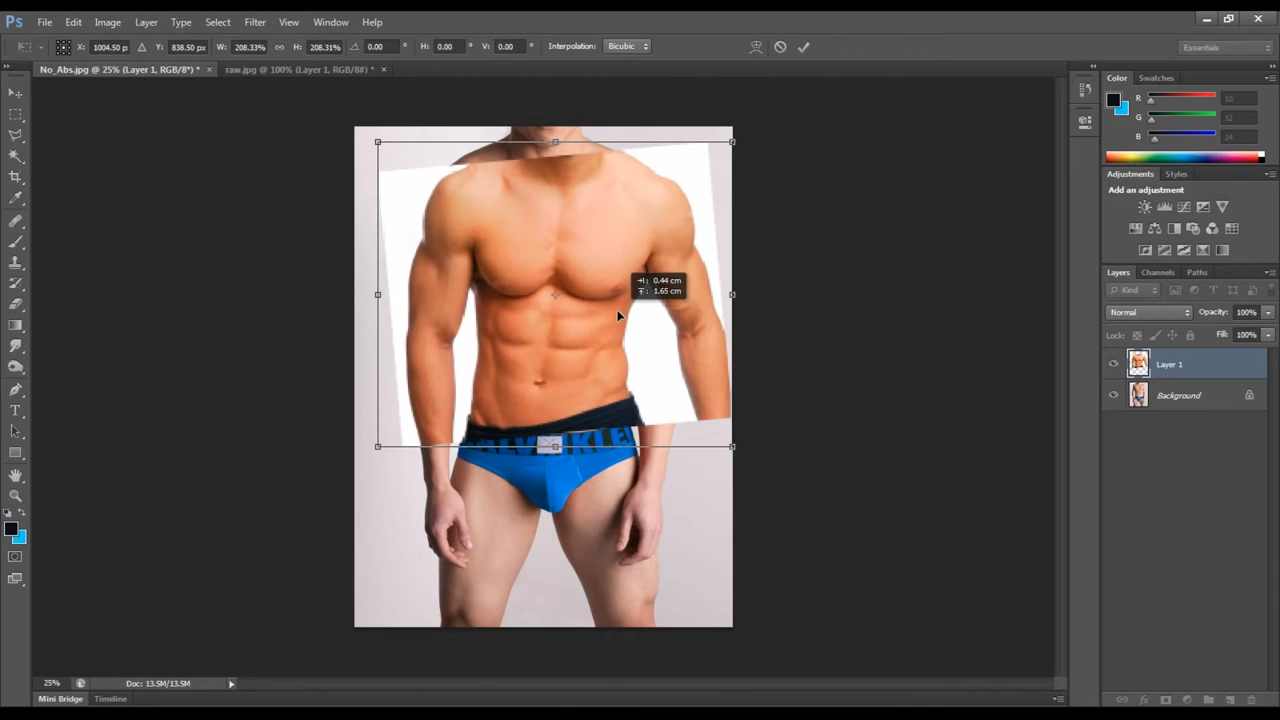 Ps File Edit Image Layer Type Select Filter View Window Help
X: 1004.50 p Y: 838.50 px W: 208.33% H: 208.31% 0.00 ° H: 0.00 V: 0.00 ° Interpolation: Bicubic Essentials
No_Abs.jpg @ 25% (Layer 1, RGB/8*) * × raw.jpg @ 100% (Layer 1, RGB/8#) * ×
Color Swatches
R 10
G 12
B 24
Adjustments Styles
Add an adjustment
Layers Channels Paths
Kind
Normal Opacity: 100%
Lock: Fill: 100%
Layer 1
Background
0.44 cm
1.65 cm
25% Doc: 13.5M/13.5M
Mini Bridge Timeline